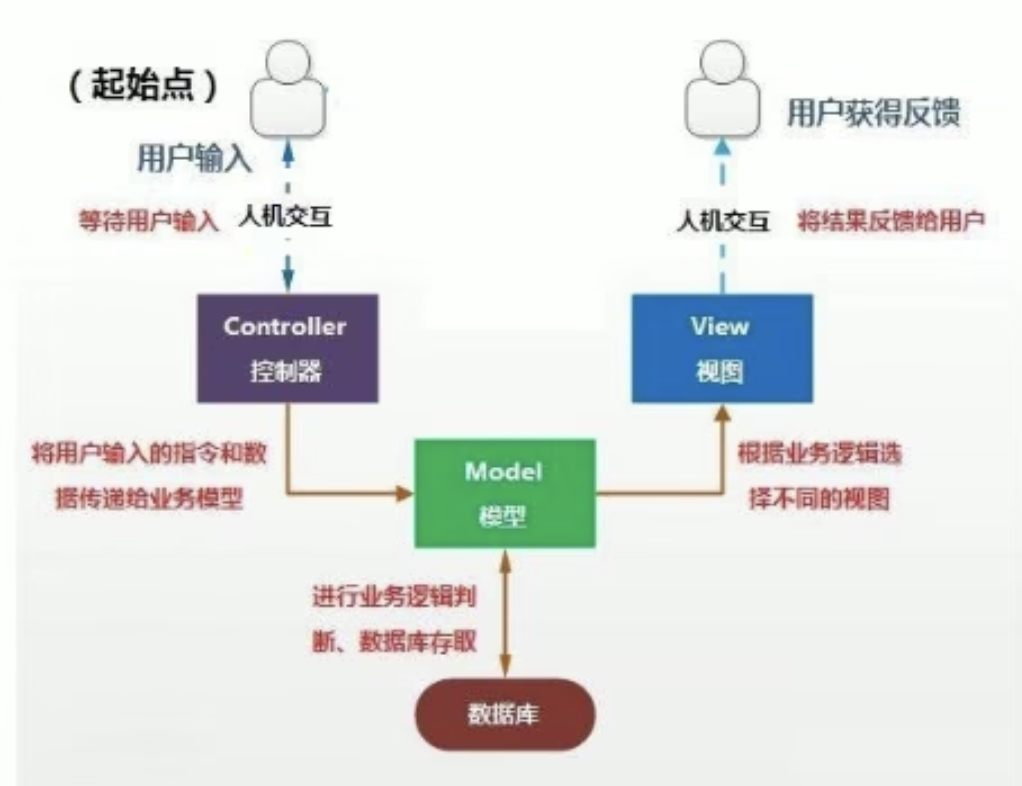 （起始点）
用户输入
等待用户输入
人机交互
Controller
控制器
将用户输入的指令和数
据传递给业务模型
Model
模型
进行业务逻辑判
断、数据库存取
数据库
用户获得反馈
人机交互
将结果反馈给用户
View
视图
根据业务逻辑选
择不同的视图